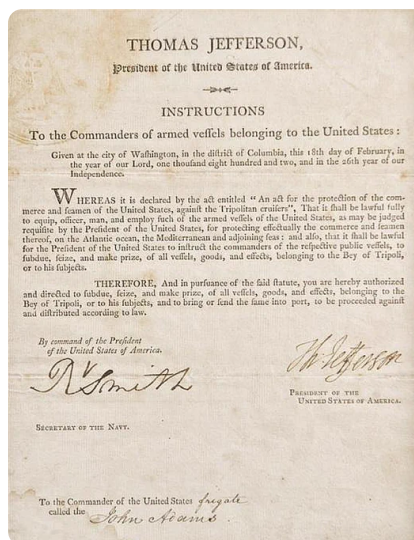 THOMAS JEFFERSON,
President of the United States of America.
INSTRUCTIONS
To the Commanders of armed veſſels belonging to the United States :
Given at the city of Waſhington, in the diſtrict of Columbia, this 18th day of February, in
the year of our Lord, one thouſand eight hundred and two, and in the 26th year of our
Independence.
WHEREAS it is declared by the act entitled “ An act for the protection of the com-
merce and ſeamen of the United States, againſt the Tripolitan cruiſers”, That it ſhall be lawful fully
to equip, officer, man, and employ ſuch of the armed veſſels of the United States, as may be judged
requiſite by the Preſident of the United States, for protecting effectually the commerce and ſeamen
thereof, on the Atlantic ocean, the Mediterranean and adjoining ſeas ; and alſo, that it ſhall be lawful
for the Preſident of the United States to inſtruct the commanders of the reſpective public veſſels, to
ſubdue, ſeize, and make prize, of all veſſels, goods, and effects, belonging to the Bey of Tripoli,
or to his ſubjects.
THEREFORE, And in purſuance of the ſaid ſtatute, you are hereby authorized
and directed to ſubdue, ſeize, and make prize, of all veſſels, goods, and effects, belonging to the
Bey of Tripoli, or to his ſubjects, and to bring or ſend the ſame into port, to be proceeded againſt
and diſtributed according to law.
By command of the Preſident
of the United States of America.
Rt Smith
Th Jefferson
PRESIDENT OF THE
UNITED STATES OF AMERICA.
SECRETARY OF THE NAVY.
To the Commander of the United States frigate
called the John Adams.